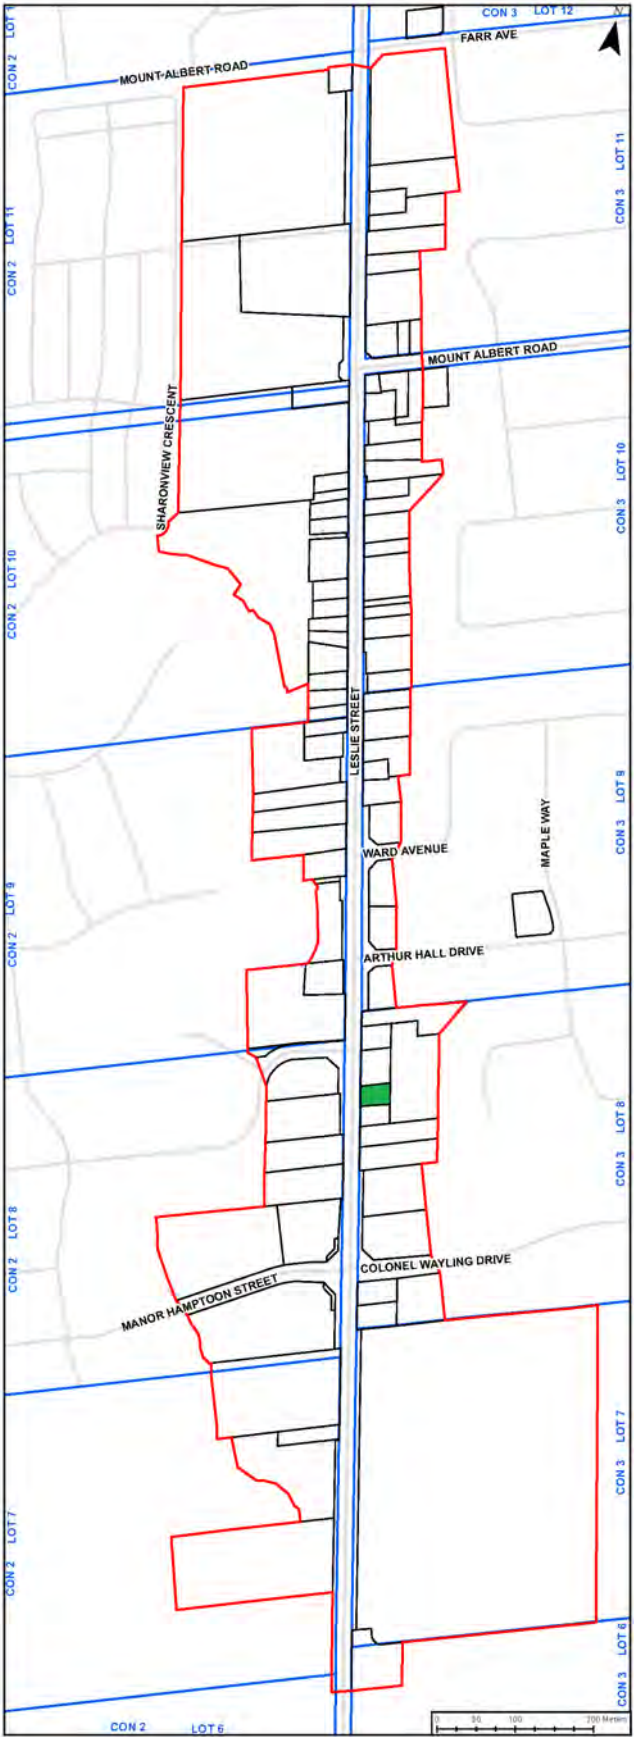 CON 3 LOT 12
N
FARR AVE
MOUNT-ALBERT-ROAD
CON 2 LOT 1
CON 3 LOT 11
CON 2 LOT 11
MOUNT ALBERT ROAD
SHARONVIEW CRESCENT
CON 3 LOT 10
CON 2 LOT 10
LESLIE STREET
CON 3 LOT 9
MAPLE WAY
WARD AVENUE
CON 2 LOT 9
ARTHUR HALL DRIVE
CON 3 LOT 8
CON 2 LOT 8
COLONEL WAYLING DRIVE
MANOR HAMPTOON STREET
CON 3 LOT 7
CON 2 LOT 7
CON 3 LOT 6
CON 2 LOT 6
0 50 100 200 Meters